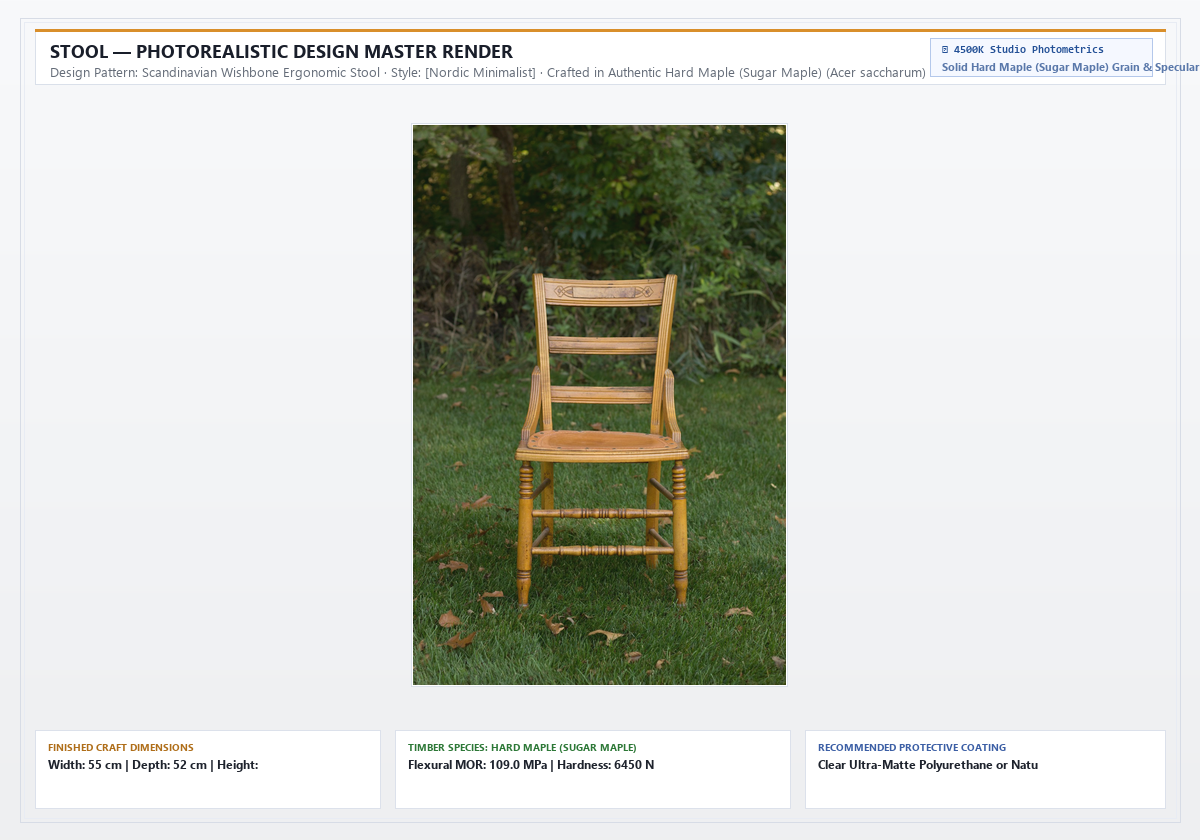 STOOL — PHOTOREALISTIC DESIGN MASTER RENDER
Design Pattern: Scandinavian Wishbone Ergonomic Stool · Style: [Nordic Minimalist] · Crafted in Authentic Hard Maple (Sugar Maple) (Acer saccharum)
4500K Studio Photometrics
Solid Hard Maple (Sugar Maple) Grain & Specular
FINISHED CRAFT DIMENSIONS
Width: 55 cm | Depth: 52 cm | Height:
TIMBER SPECIES: HARD MAPLE (SUGAR MAPLE)
Flexural MOR: 109.0 MPa | Hardness: 6450 N
RECOMMENDED PROTECTIVE COATING
Clear Ultra-Matte Polyurethane or Natu